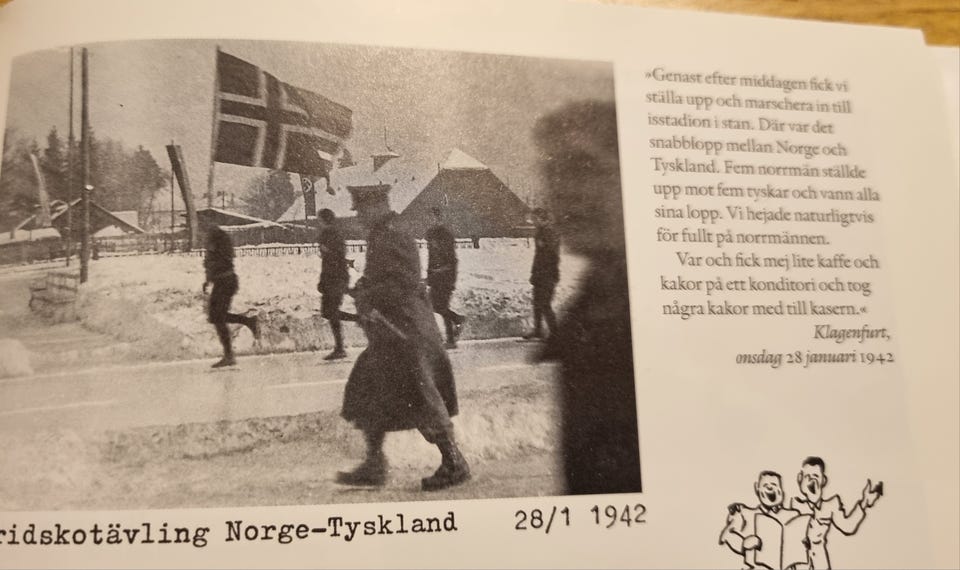 »Genast efter middagen fick vi
ställa upp och marschera in till
isstadion i stan. Där var det
snabblopp mellan Norge och
Tyskland. Fem norrmän ställde
upp mot fem tyskar och vann alla
sina lopp. Vi hejade naturligtvis
för fullt på norrmännen.
Var och fick mej lite kaffe och
kakor på ett konditori och tog
några kakor med till kasern.«
Klagenfurt,
onsdag 28 januari 1942
ridskotävling Norge–Tyskland 28/1 1942